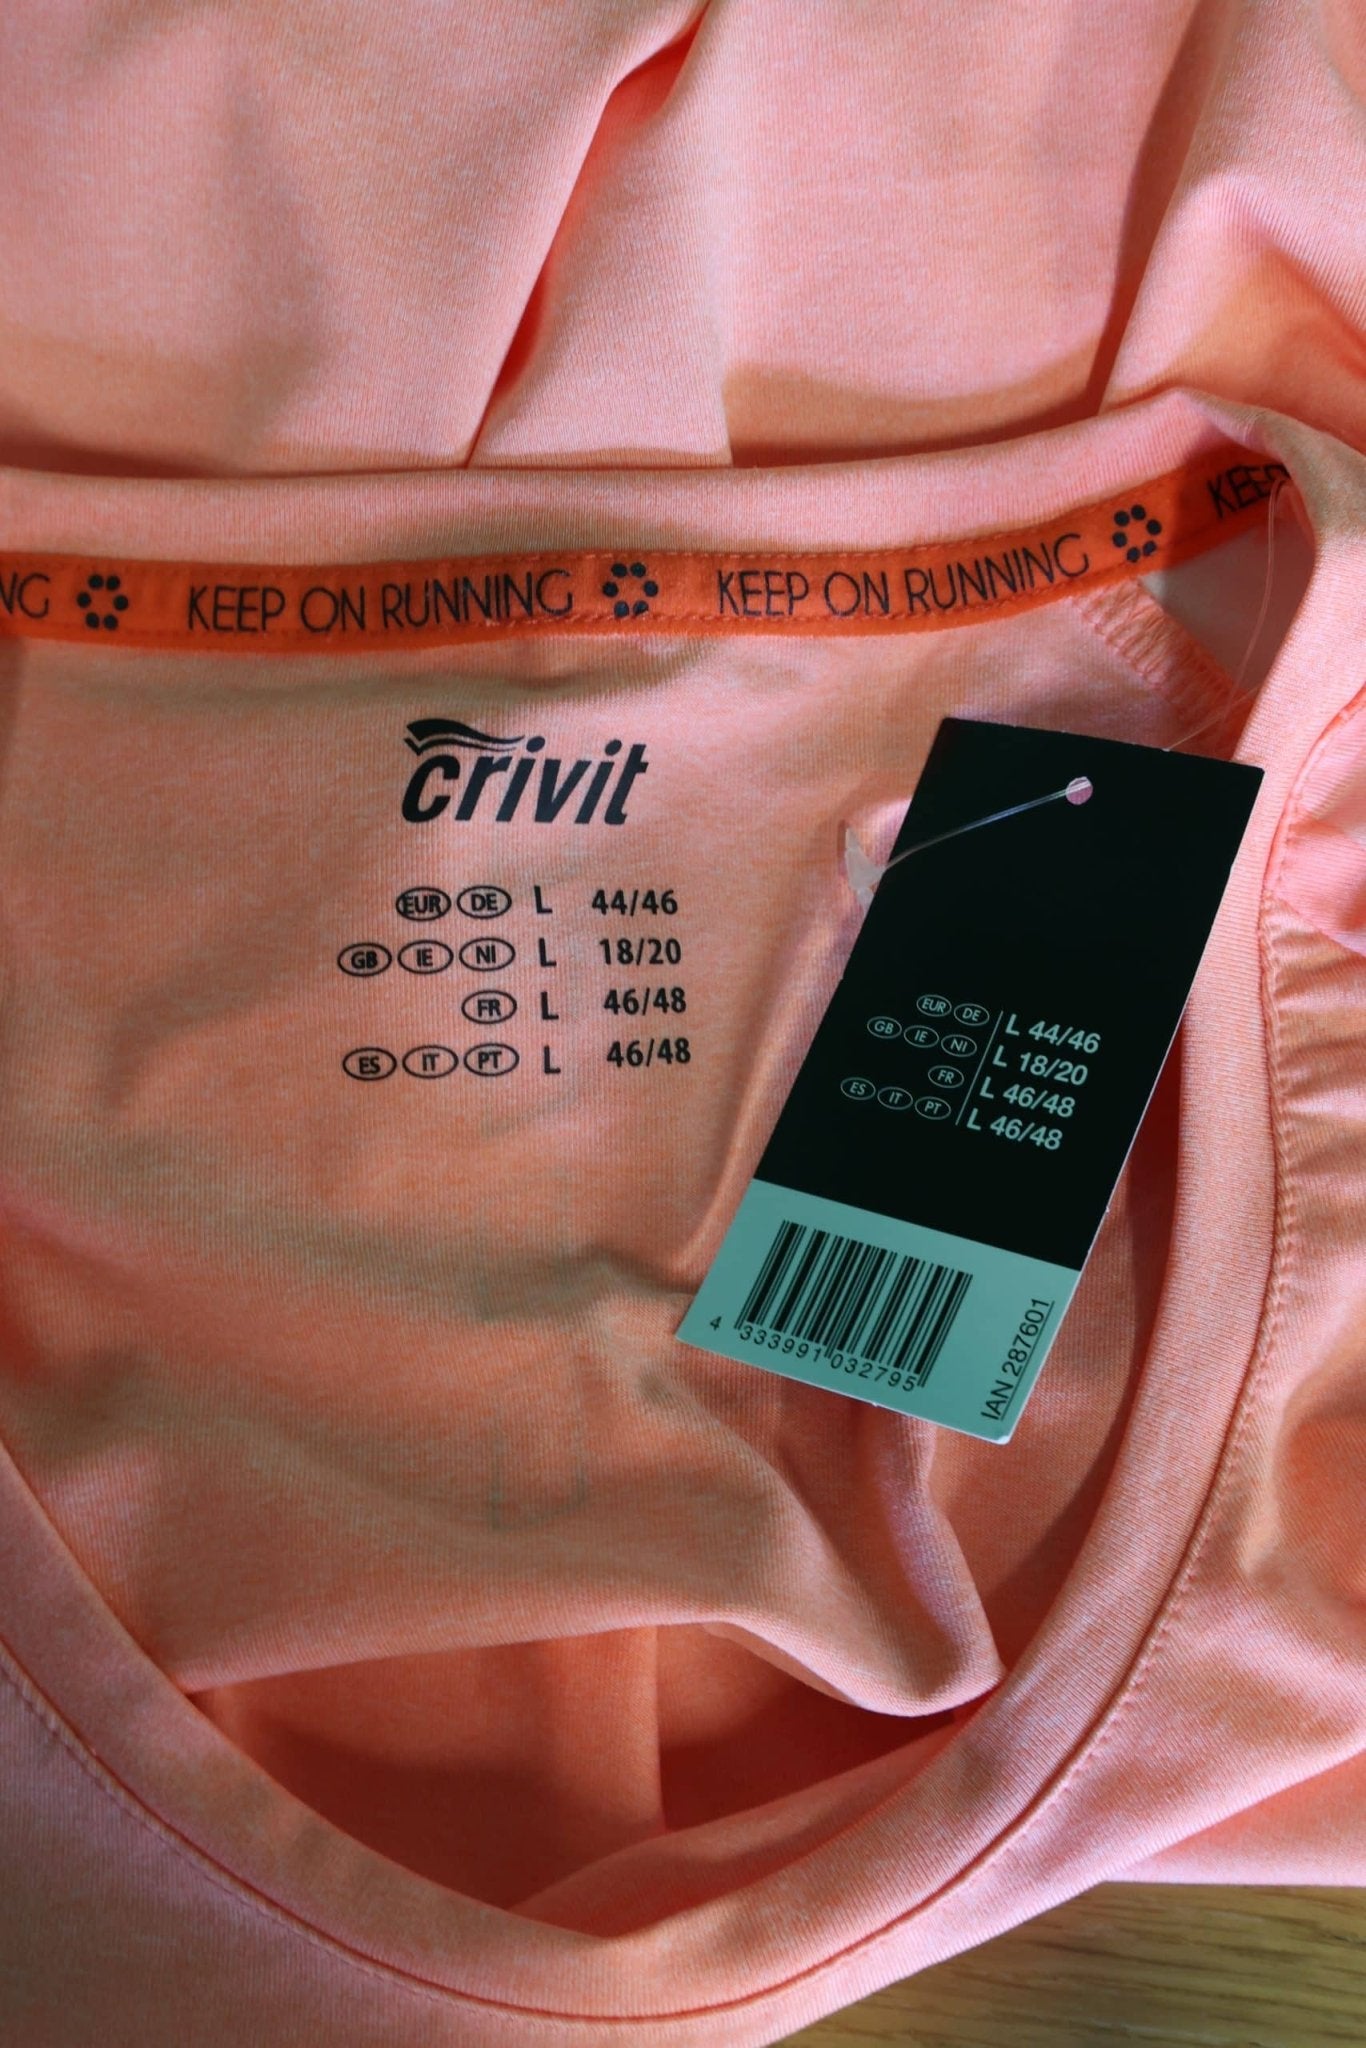 NG KEEP ON RUNNING KEEP ON RUNNING KEEP
crivit
EUR DE L 44/46
GB IE NI L 18/20
FR L 46/48
ES IT PT L 46/48
EUR DE L 44/46
GB IE NI L 18/20
FR L 46/48
ES IT PT L 46/48
4 333991 032795
IAN 287601